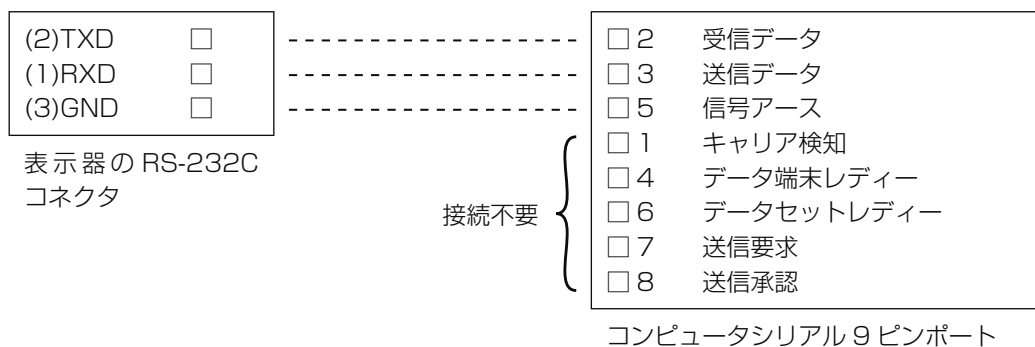 (2)TXD □
(1)RXD □
(3)GND □
表示器の RS-232C
コネクタ
接続不要
□ 2 受信データ
□ 3 送信データ
□ 5 信号アース
□ 1 キャリア検知
□ 4 データ端末レディー
□ 6 データセットレディー
□ 7 送信要求
□ 8 送信承認
コンピュータシリアル 9 ピンポート